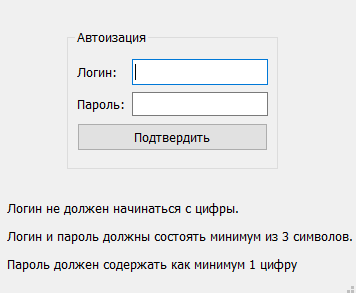 Автоизация
Логин:
Пароль:
Подтвердить
Логин не должен начинаться с цифры.
Логин и пароль должны состоять минимум из 3 символов.
Пароль должен содержать как минимум 1 цифру